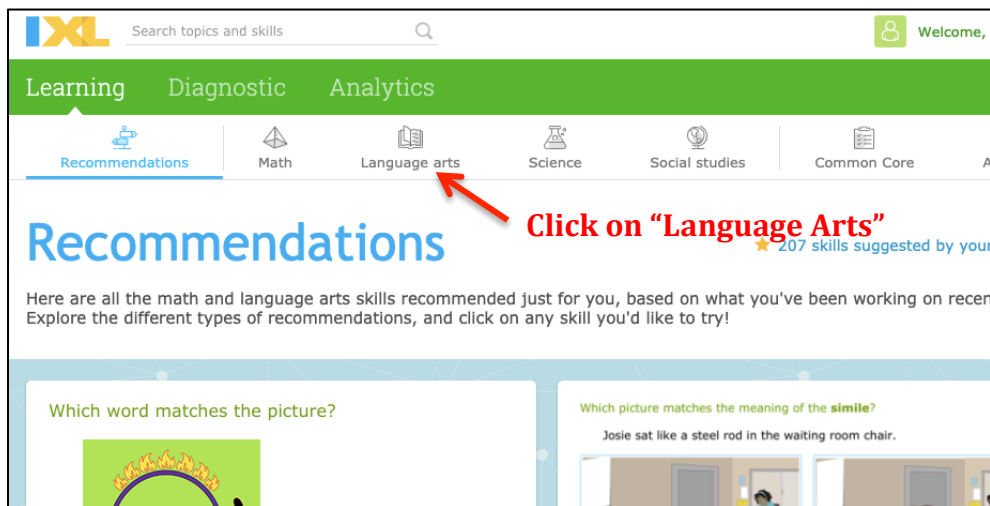 IXL Search topics and skills Welcome,
Learning Diagnostic Analytics
Recommendations Math Language arts Science Social studies Common Core A
Click on “Language Arts”
Recommendations
207 skills suggested by your
Here are all the math and language arts skills recommended just for you, based on what you've been working on recen
Explore the different types of recommendations, and click on any skill you'd like to try!
Which word matches the picture?
Which picture matches the meaning of the simile?
Josie sat like a steel rod in the waiting room chair.